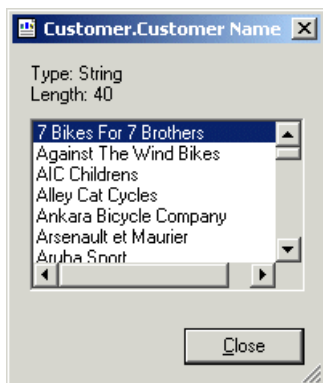 Customer.Customer Name
Type: String
Length: 40
7 Bikes For 7 Brothers
Against The Wind Bikes
AIC Childrens
Alley Cat Cycles
Ankara Bicycle Company
Arsenault et Maurier
Aruba Sport
Close